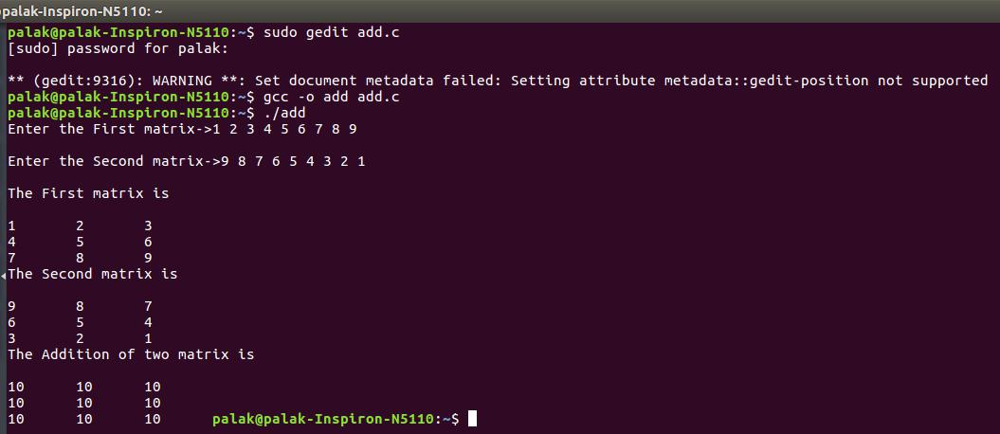 palak-Inspiron-N5110: ~
palak@palak-Inspiron-N5110:~$ sudo gedit add.c
[sudo] password for palak:
** (gedit:9316): WARNING **: Set document metadata failed: Setting attribute metadata::gedit-position not supported
palak@palak-Inspiron-N5110:~$ gcc -o add add.c
palak@palak-Inspiron-N5110:~$ ./add
Enter the First matrix->1 2 3 4 5 6 7 8 9
Enter the Second matrix->9 8 7 6 5 4 3 2 1
The First matrix is
1 2 3
4 5 6
7 8 9
The Second matrix is
9 8 7
6 5 4
3 2 1
The Addition of two matrix is
10 10 10
10 10 10
10 10 10 palak@palak-Inspiron-N5110:~$